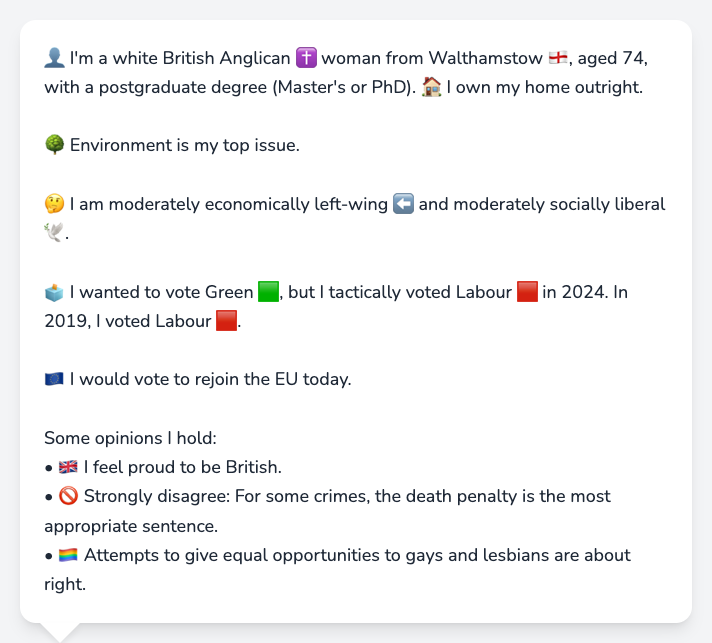 👤 I'm a white British Anglican ✝️ woman from Walthamstow 🏴󠁧󠁢󠁥󠁮󠁧󠁿, aged 74,
with a postgraduate degree (Master's or PhD). 🏠 I own my home outright.
🌳 Environment is my top issue.
🤔 I am moderately economically left-wing ⬅️ and moderately socially liberal
🕊️.
🗳️ I wanted to vote Green 🟩, but I tactically voted Labour 🟥 in 2024. In
2019, I voted Labour 🟥.
🇪🇺 I would vote to rejoin the EU today.
Some opinions I hold:
• 🇬🇧 I feel proud to be British.
• 🚫 Strongly disagree: For some crimes, the death penalty is the most
appropriate sentence.
• 🏳️‍🌈 Attempts to give equal opportunities to gays and lesbians are about
right.